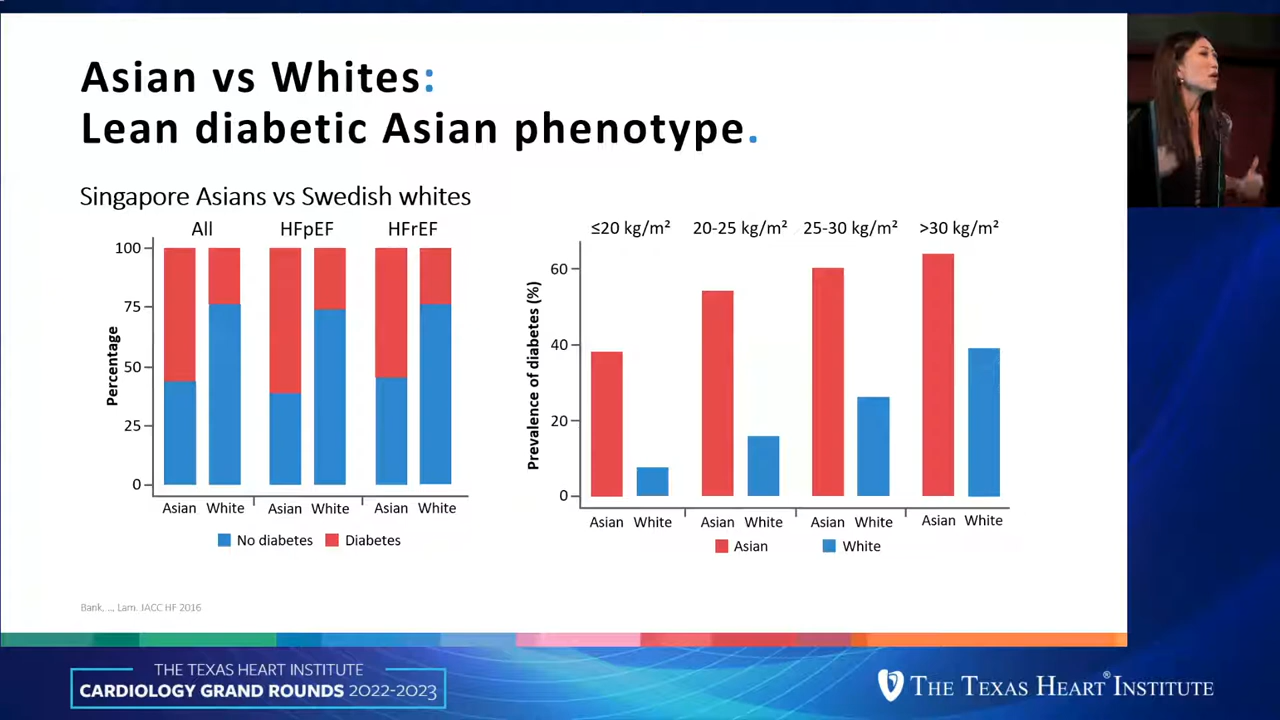 Asian vs Whites:
Lean diabetic Asian phenotype.
Singapore Asians vs Swedish whites
All HFpEF HFrEF
100
75
50
25
0
Percentage
Asian White Asian White Asian White
No diabetes Diabetes
≤20 kg/m² 20-25 kg/m² 25-30 kg/m² >30 kg/m²
60
40
20
0
Prevalence of diabetes (%)
Asian White Asian White Asian White Asian White
Asian White
Bank, .., Lam. JACC HF 2016
THE TEXAS HEART INSTITUTE
CARDIOLOGY GRAND ROUNDS 2022-2023
THE TEXAS HEART® INSTITUTE